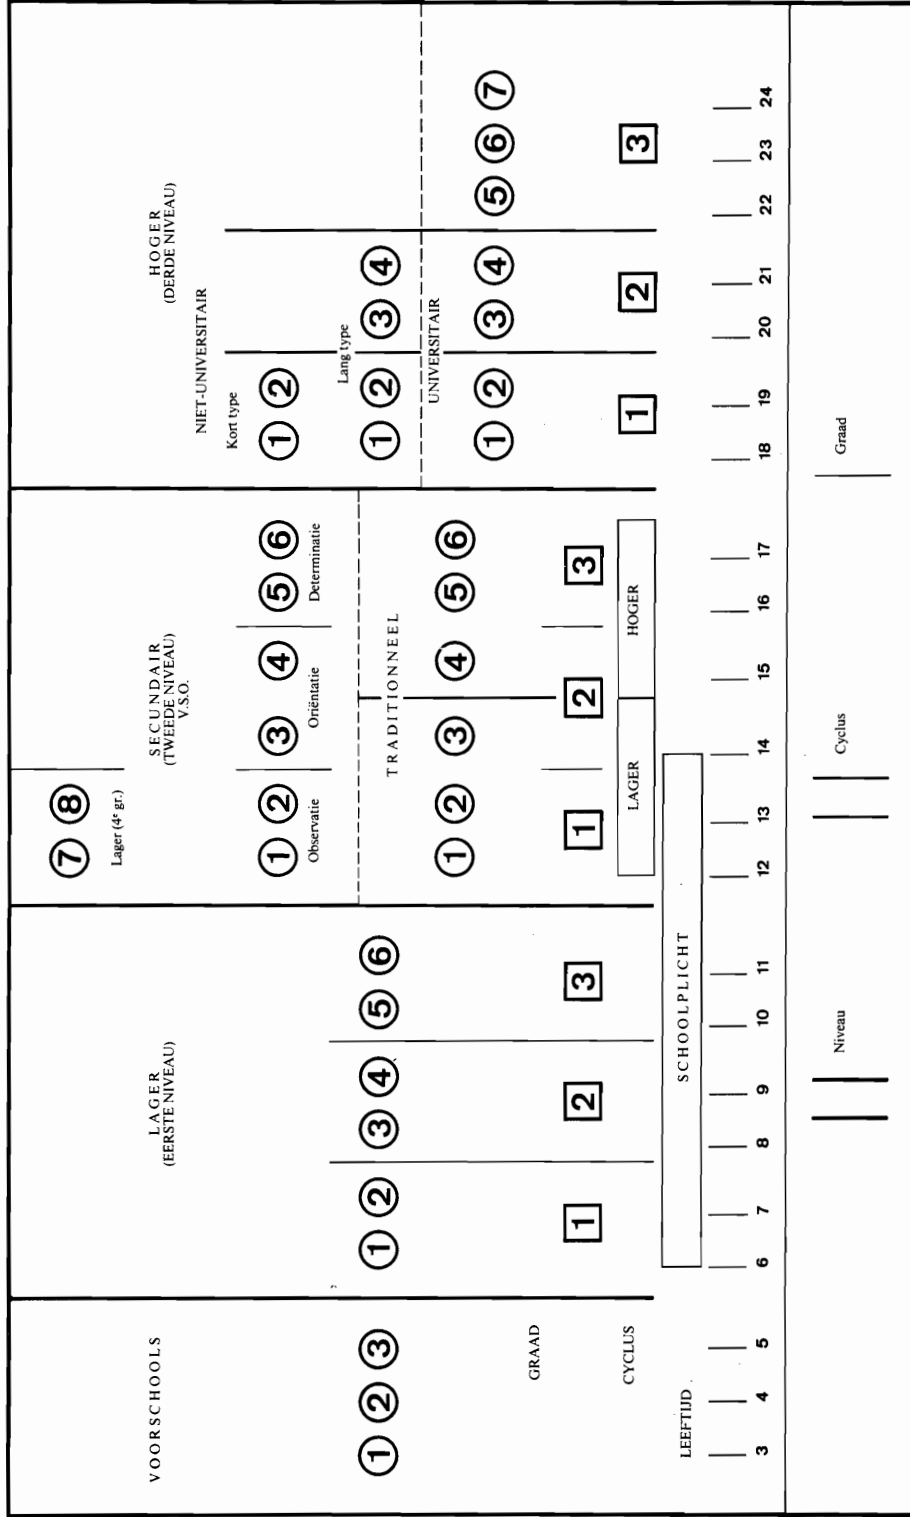 VOORSCHOOLS
1 2 3
LAGER
(EERSTE NIVEAU)
1 2 3 4 5 6
1 2 3
7 8
Lager (4e gr.)
SECUNDAIR
(TWEEDE NIVEAU)
V.S.O.
1 2 3 4 5 6
Observatie Oriëntatie Determinatie
TRADITIONNEEL
1 2 3 4 5 6
1 2 3
LAGER HOGER
HOGER
(DERDE NIVEAU)
NIET-UNIVERSITAIR
Kort type
1 2
Lang type
1 2 3 4
UNIVERSITAIR
1 2 3 4 5 6 7
1 2 3
GRAAD
CYCLUS
SCHOOLPLICHT
LEEFTIJD
3 4 5 6 7 8 9 10 11 12 13 14 15 16 17 18 19 20 21 22 23 24
Niveau Cyclus Graad